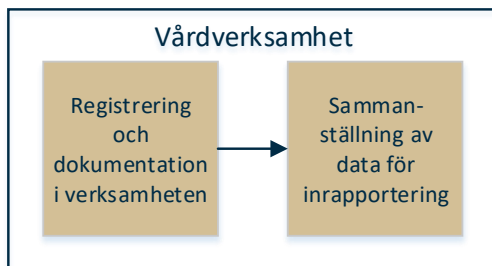 Vårdverksamhet
Registrering
och
dokumentation
i verksamheten
Samman-
ställning av
data för
inrapportering